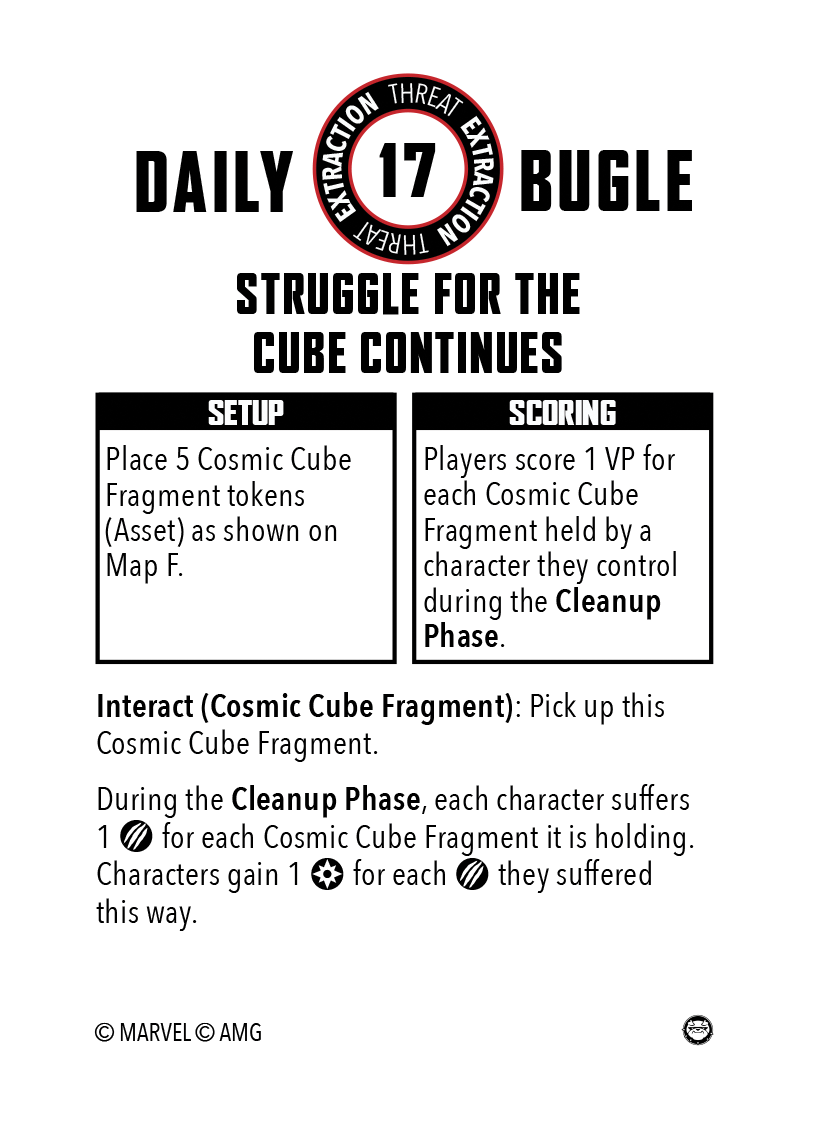 DAILY BUGLE
THREAT EXTRACTION THREAT EXTRACTION
17
STRUGGLE FOR THE
CUBE CONTINUES
SETUP
Place 5 Cosmic Cube
Fragment tokens
(Asset) as shown on
Map F.
SCORING
Players score 1 VP for
each Cosmic Cube
Fragment held by a
character they control
during the Cleanup
Phase.
Interact (Cosmic Cube Fragment): Pick up this
Cosmic Cube Fragment.
During the Cleanup Phase, each character suffers
1 for each Cosmic Cube Fragment it is holding.
Characters gain 1 for each they suffered
this way.
© MARVEL © AMG